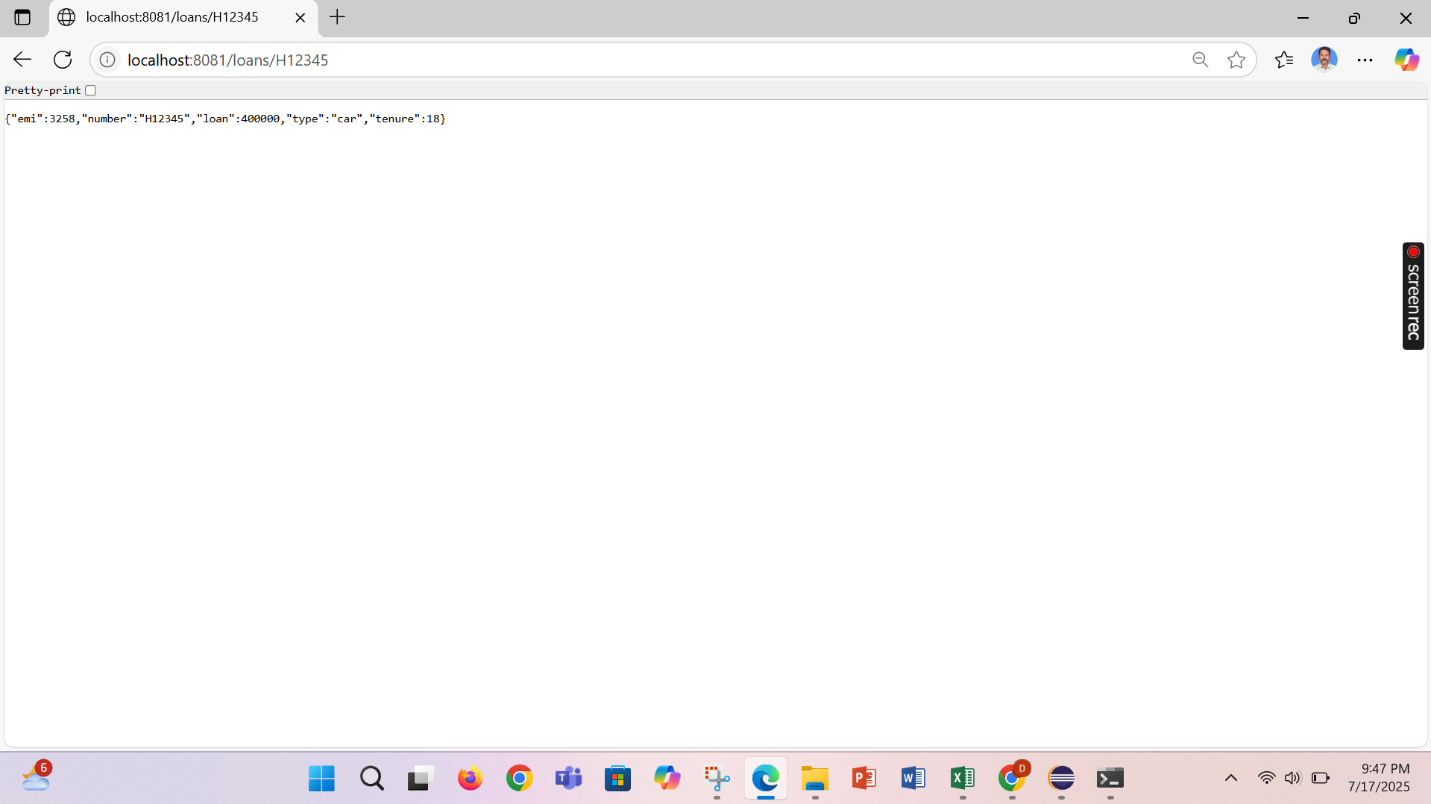 localhost:8081/loans/H12345
localhost:8081/loans/H12345
Pretty-print
{"emi":3258,"number":"H12345","loan":400000,"type":"car","tenure":18}
screenrec
6
D
9:47 PM
7/17/2025